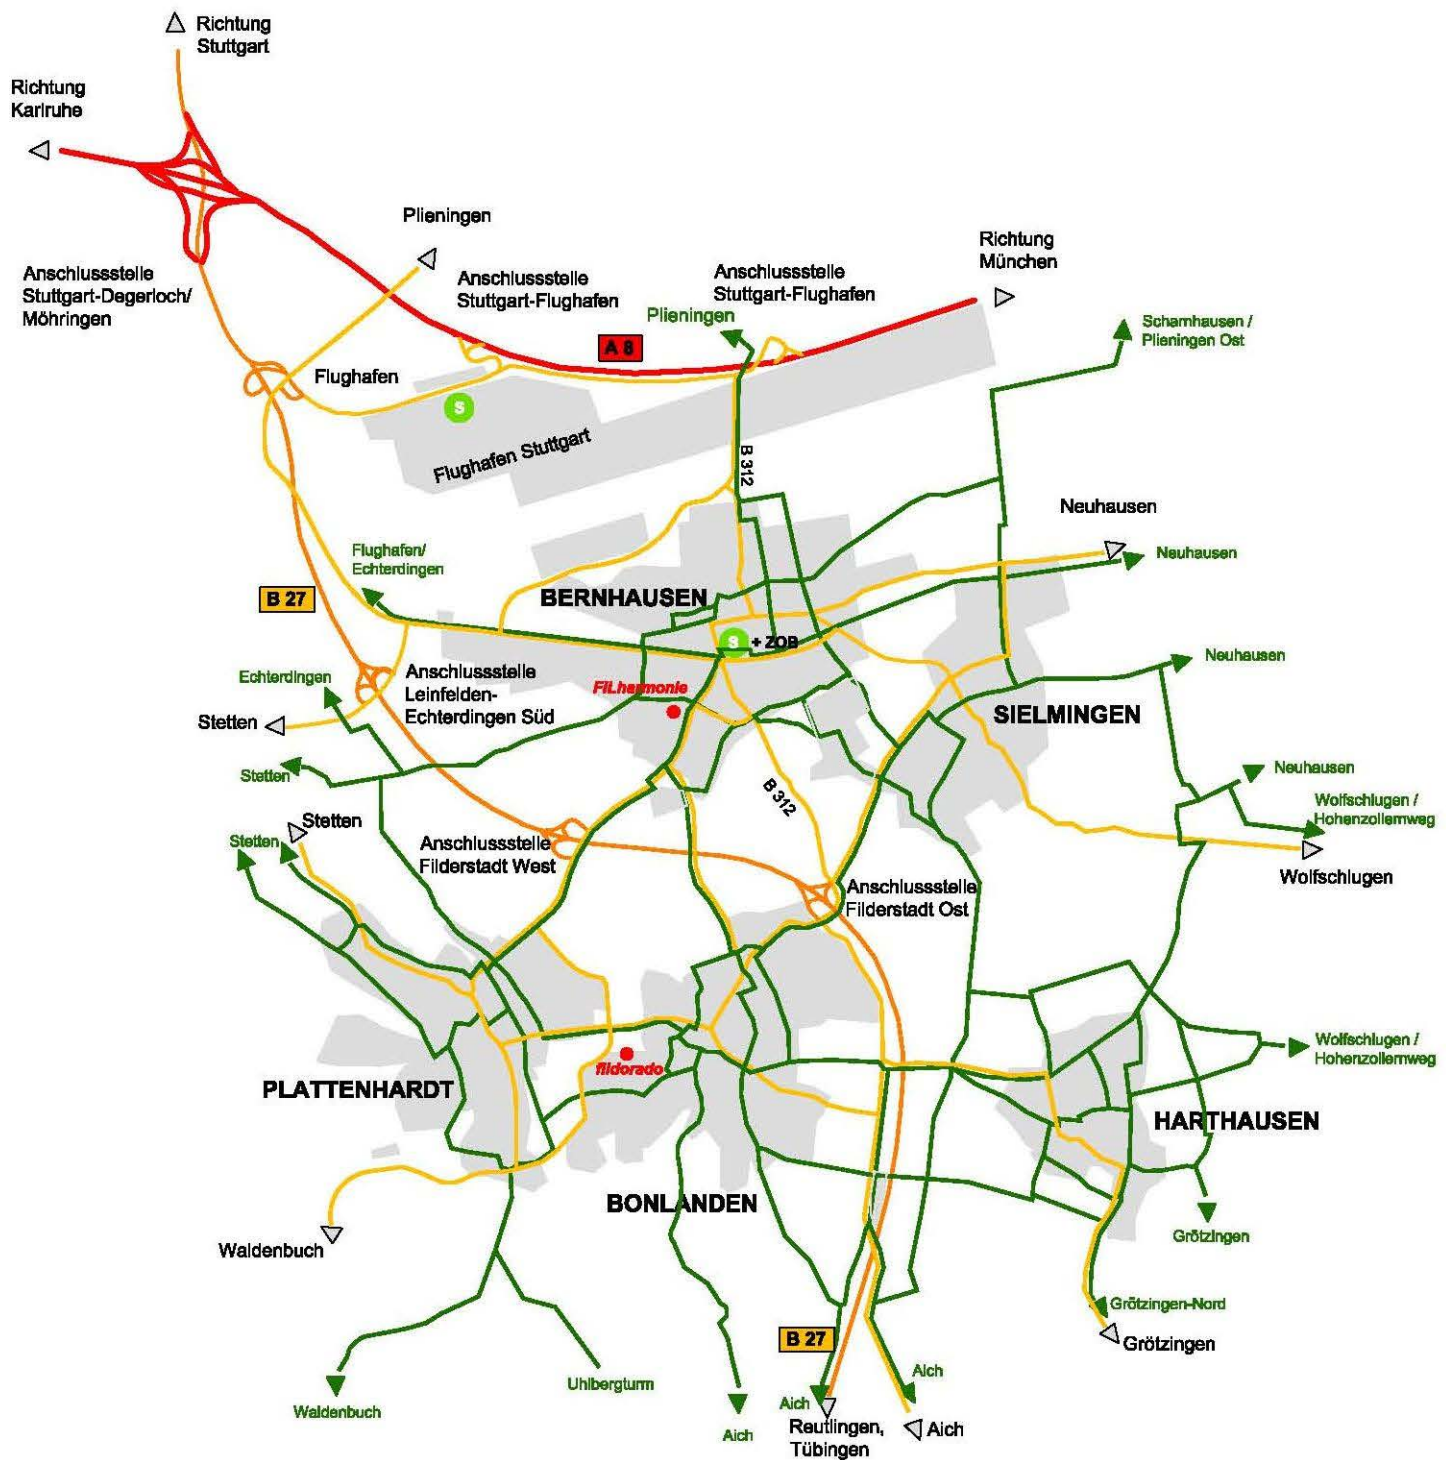 Richtung
Stuttgart
Richtung
Karlruhe
Plieningen
Richtung
München
Anschlussstelle
Stuttgart-Degerloch/
Möhringen
Anschlussstelle
Stuttgart-Flughafen
Anschlussstelle
Stuttgart-Flughafen
Plieningen
Scharnhausen /
Plieningen Ost
A 8
Flughafen
S
Flughafen Stuttgart
B 312
Neuhausen
Neuhausen
Flughafen/
Echterdingen
B 27
BERNHAUSEN
S + ZOB
Neuhausen
Echterdingen
Anschlussstelle
Leinfelden-
Echterdingen Süd
FILharmonie
SIELMINGEN
Stetten
Stetten
Neuhausen
B 312
Wolfschlugen /
Hohenzollernweg
Stetten
Stetten
Anschlussstelle
Filderstadt West
Wolfschlugen
Anschlussstelle
Filderstadt Ost
Wolfschlugen /
Hohenzollernweg
fildorado
PLATTENHARDT
HARTHAUSEN
BONLANDEN
Waldenbuch
Grötzingen
Grötzingen-Nord
Grötzingen
B 27
Uhlbergturm
Waldenbuch
Aich
Aich
Aich
Reutlingen,
Tübingen
Aich